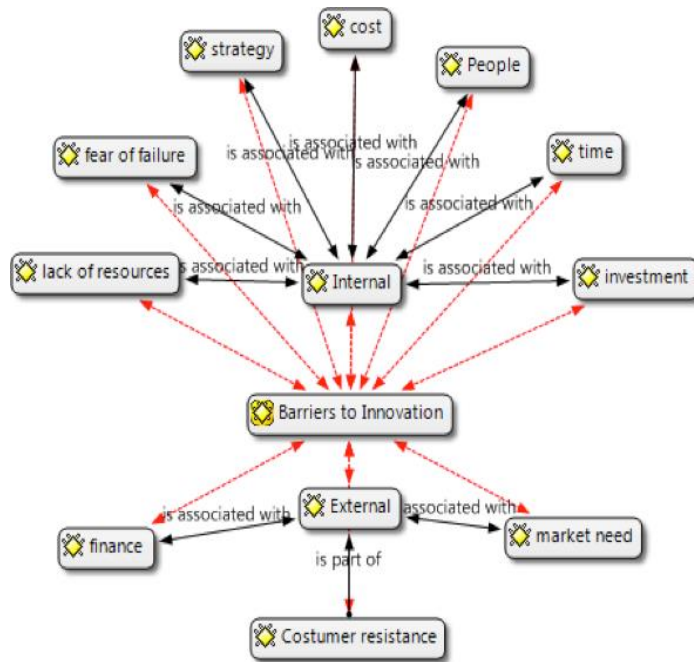 cost
strategy
People
is associated with
is associated with
is associated with
fear of failure
time
is associated with
is associated with
lack of resources
is associated with
Internal
is associated with
investment
Barriers to Innovation
External
is associated with
associated with
finance
market need
is part of
Costumer resistance